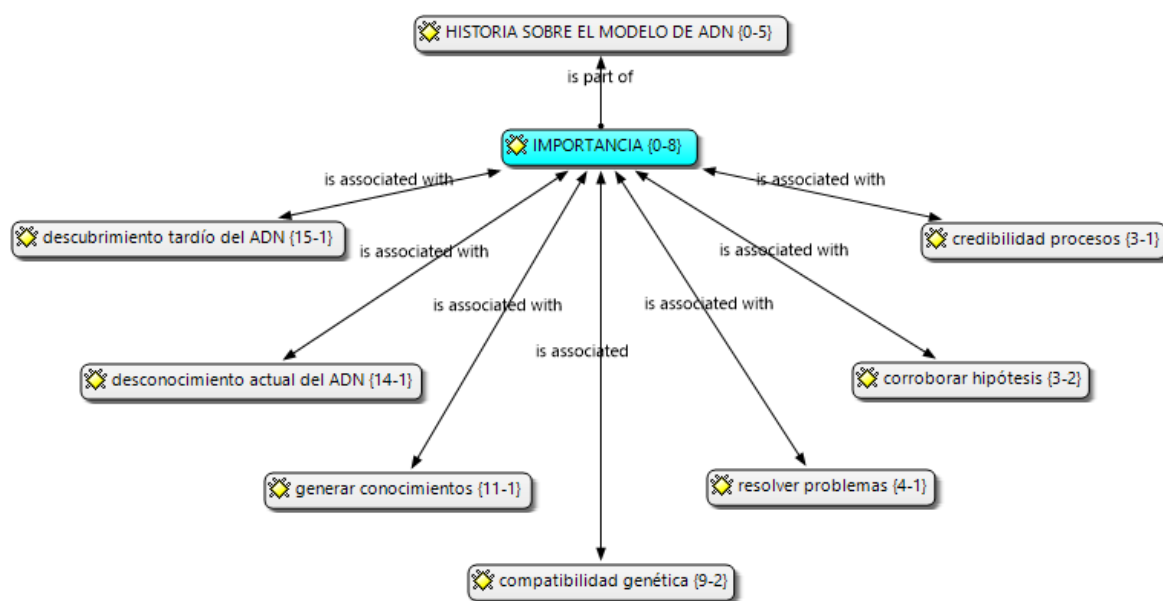 HISTORIA SOBRE EL MODELO DE ADN {0-5}
is part of
IMPORTANCIA {0-8}
is associated with
is associated with
descubrimiento tardío del ADN {15-1}
credibilidad procesos {3-1}
is associated with
is associated with
is associated with
is associated with
is associated
desconocimiento actual del ADN {14-1}
corroborar hipótesis {3-2}
generar conocimientos {11-1}
resolver problemas {4-1}
compatibilidad genética {9-2}